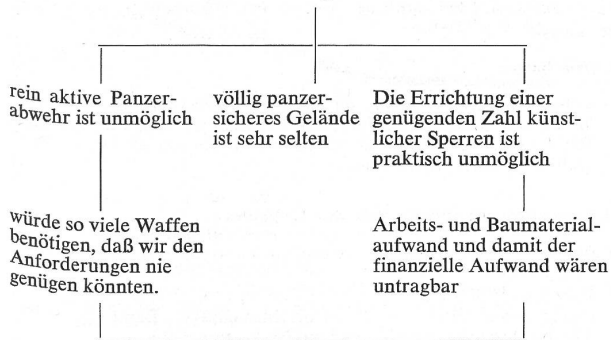 rein aktive Panzer-
abwehr ist unmöglich
völlig panzer-
sicheres Gelände
ist sehr selten
Die Errichtung einer
genügenden Zahl künst-
licher Sperren ist
praktisch unmöglich
würde so viele Waffen
benötigen, daß wir den
Anforderungen nie
genügen könnten.
Arbeits- und Baumaterial-
aufwand und damit der
finanzielle Aufwand wären
untragbar